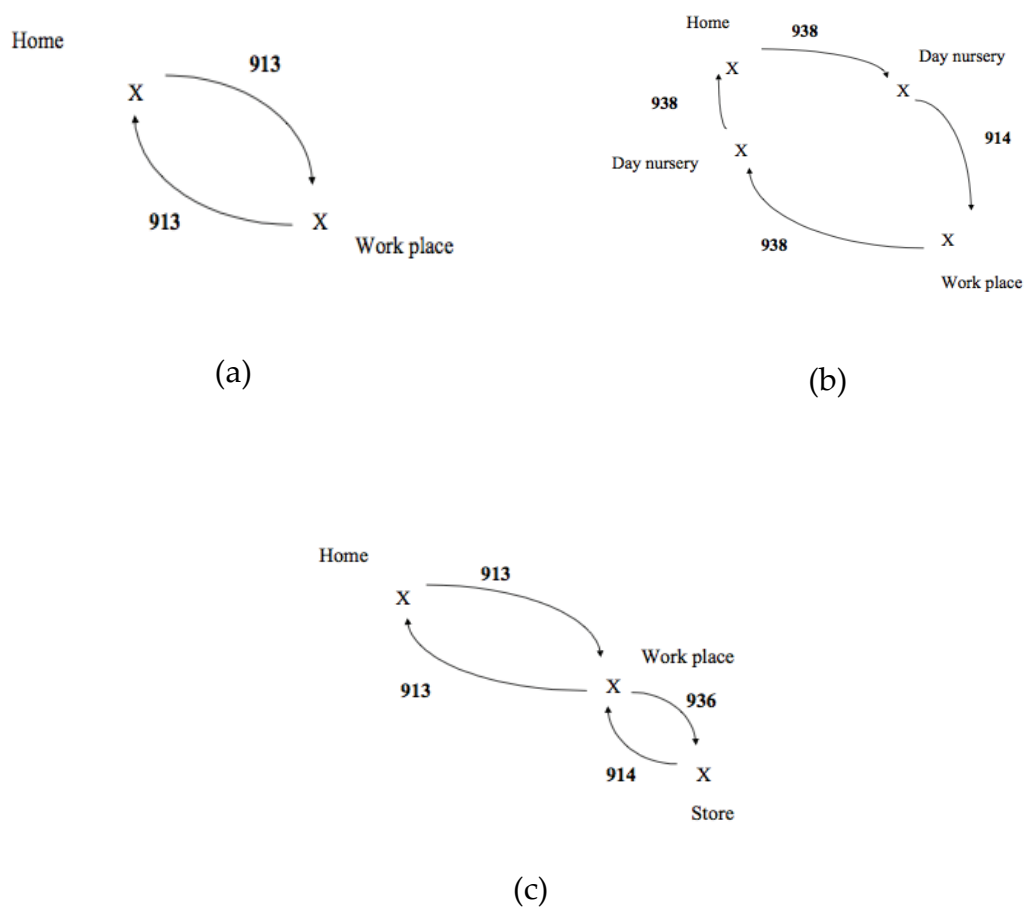 Home
913
X
913
X
Work place
(a)
Home
938
Day nursery
X
X
938
914
X
Day nursery
938
X
Work place
(b)
Home
913
X
Work place
913
X
936
914
X
Store
(c)